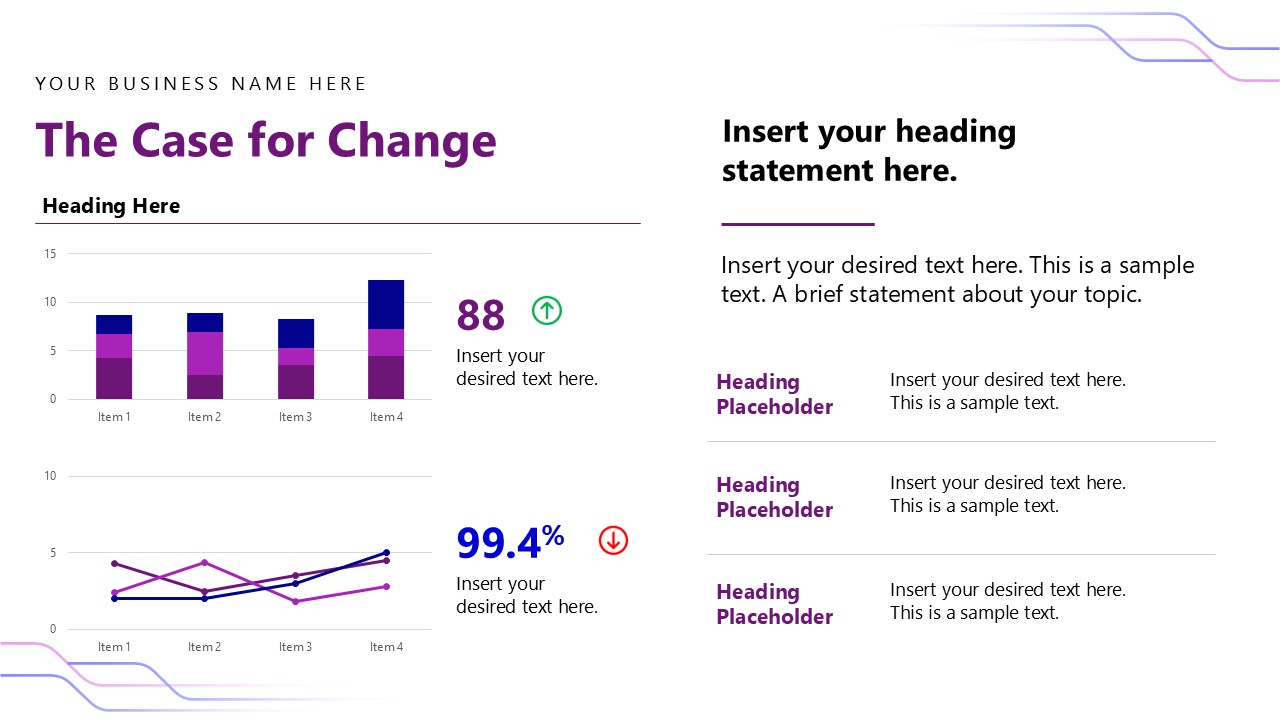 YOUR BUSINESS NAME HERE
The Case for Change
Heading Here
15
10
5
0
Item 1
Item 2
Item 3
Item 4
88
Insert your
desired text here.
10
5
0
Item 1
Item 2
Item 3
Item 4
99.4%
Insert your
desired text here.
Insert your heading
statement here.
Insert your desired text here. This is a sample
text. A brief statement about your topic.
Heading
Placeholder
Insert your desired text here.
This is a sample text.
Heading
Placeholder
Insert your desired text here.
This is a sample text.
Heading
Placeholder
Insert your desired text here.
This is a sample text.